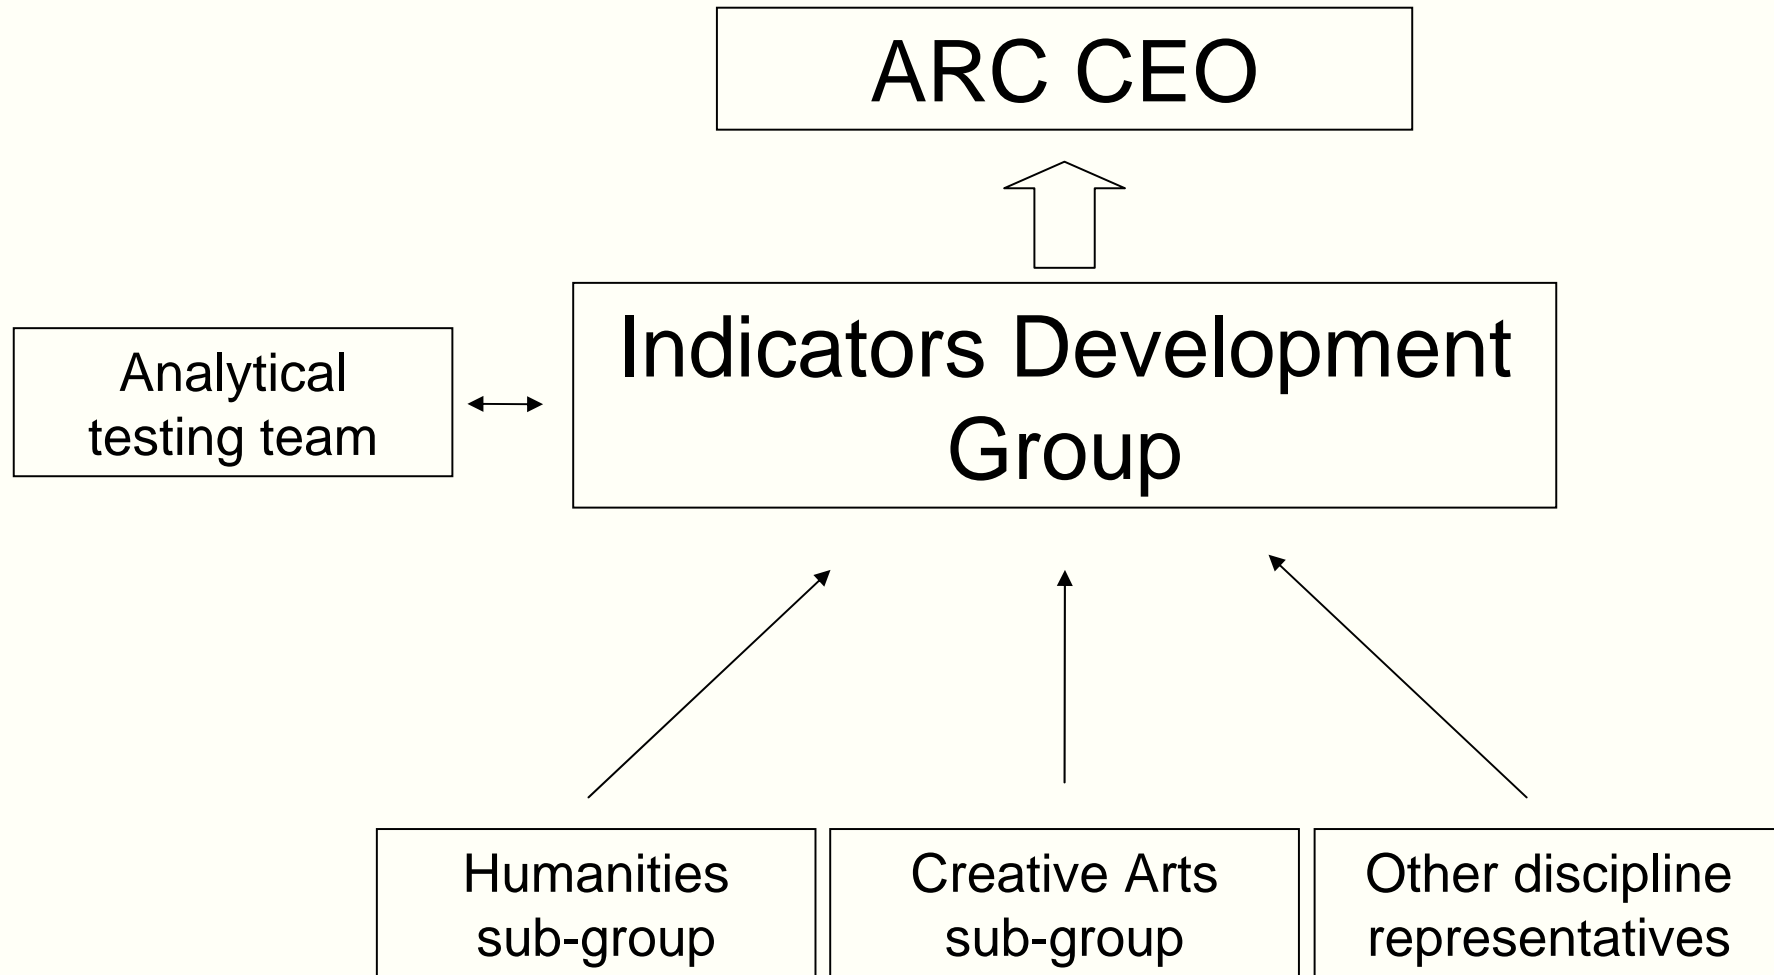 ARC CEO
Indicators Development
Group
Analytical
testing team
Humanities
sub-group
Creative Arts
sub-group
Other discipline
representatives